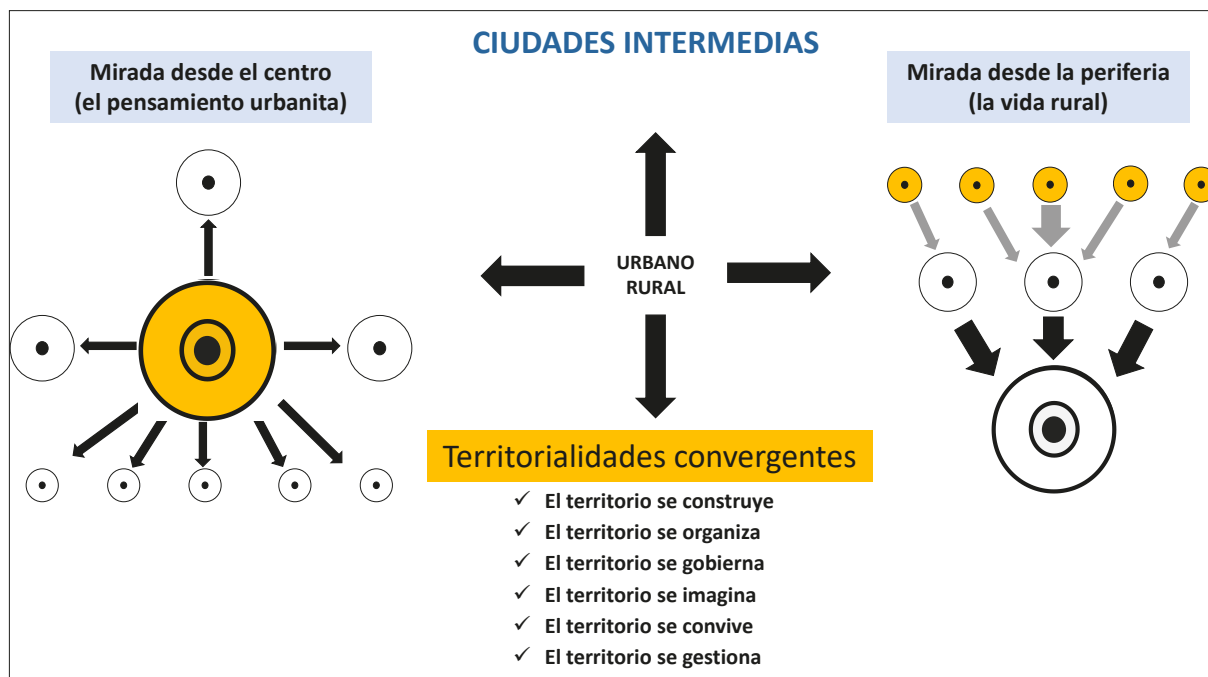 CIUDADES INTERMEDIAS
Mirada desde el centro
(el pensamiento urbanita)
Mirada desde la periferia
(la vida rural)
URBANO
RURAL
Territorialidades convergentes
✓ El territorio se construye
✓ El territorio se organiza
✓ El territorio se gobierna
✓ El territorio se imagina
✓ El territorio se convive
✓ El territorio se gestiona